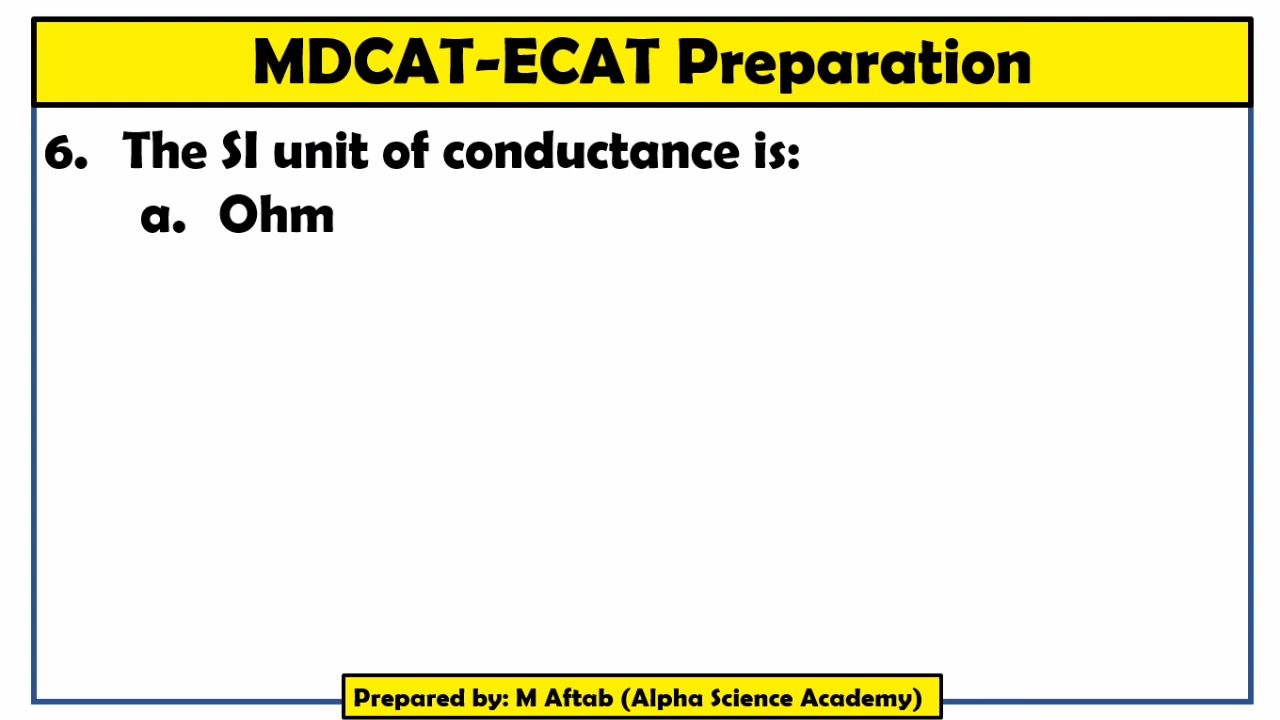 MDCAT-ECAT Preparation
6. The SI unit of conductance is:
a. Ohm
Prepared by: M Aftab (Alpha Science Academy)